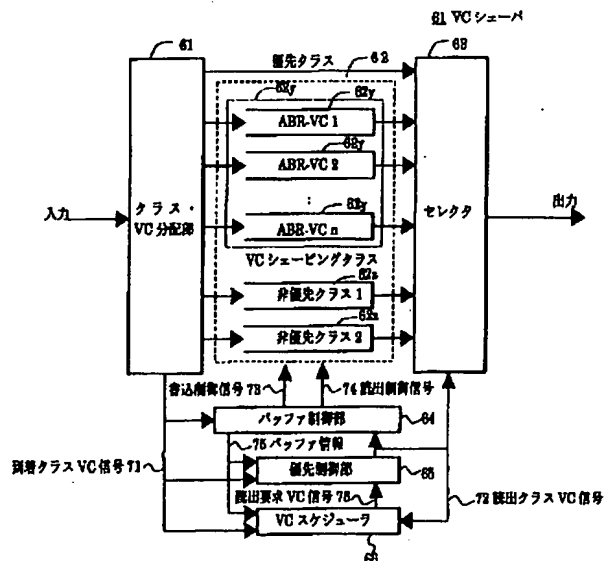 61 VCシェーパ
61
優先クラス
62
63
62y
62y
ABR-VC 1
62y
ABR-VC 2
:
62y
ABR-VC n
VCシェーピングクラス
入力
クラス・
VC分配部
セレクタ
出力
62z
非優先クラス1
62z
非優先クラス2
書込制御信号73
74 読出制御信号
バッファ制御部
64
75 バッファ情報
到着クラスVC信号71
優先制御部
65
読出要求VC信号76
72 読出クラスVC信号
VCスケジューラ
66